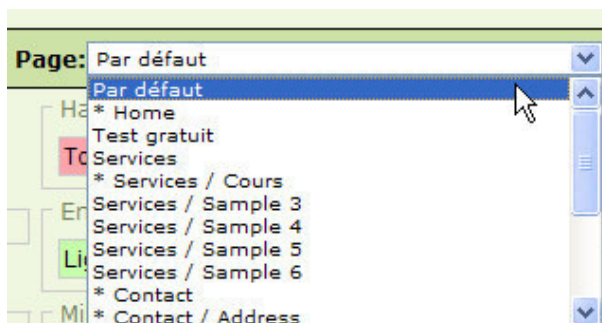 Page: Par défaut
Par défaut
* Home
Test gratuit
Services
* Services / Cours
Services / Sample 3
Services / Sample 4
Services / Sample 5
Services / Sample 6
* Contact
* Contact / Address